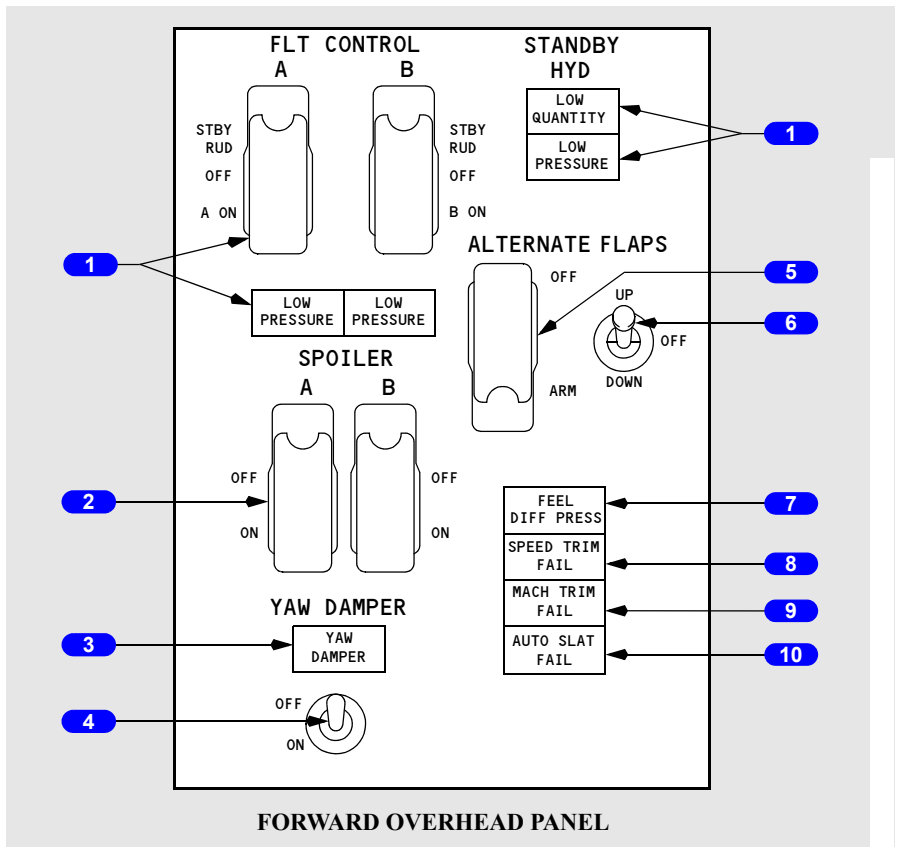 FLT CONTROL
A B
STBY
RUD
OFF
A ON
STBY
RUD
OFF
B ON
STANDBY
HYD
LOW
QUANTITY
LOW
PRESSURE
1
1
LOW
PRESSURE
LOW
PRESSURE
ALTERNATE FLAPS
OFF
ARM
UP
OFF
DOWN
5
6
SPOILER
A B
OFF
ON
OFF
ON
2
FEEL
DIFF PRESS
SPEED TRIM
FAIL
MACH TRIM
FAIL
AUTO SLAT
FAIL
7
8
9
10
YAW DAMPER
YAW
DAMPER
3
OFF
ON
4
FORWARD OVERHEAD PANEL